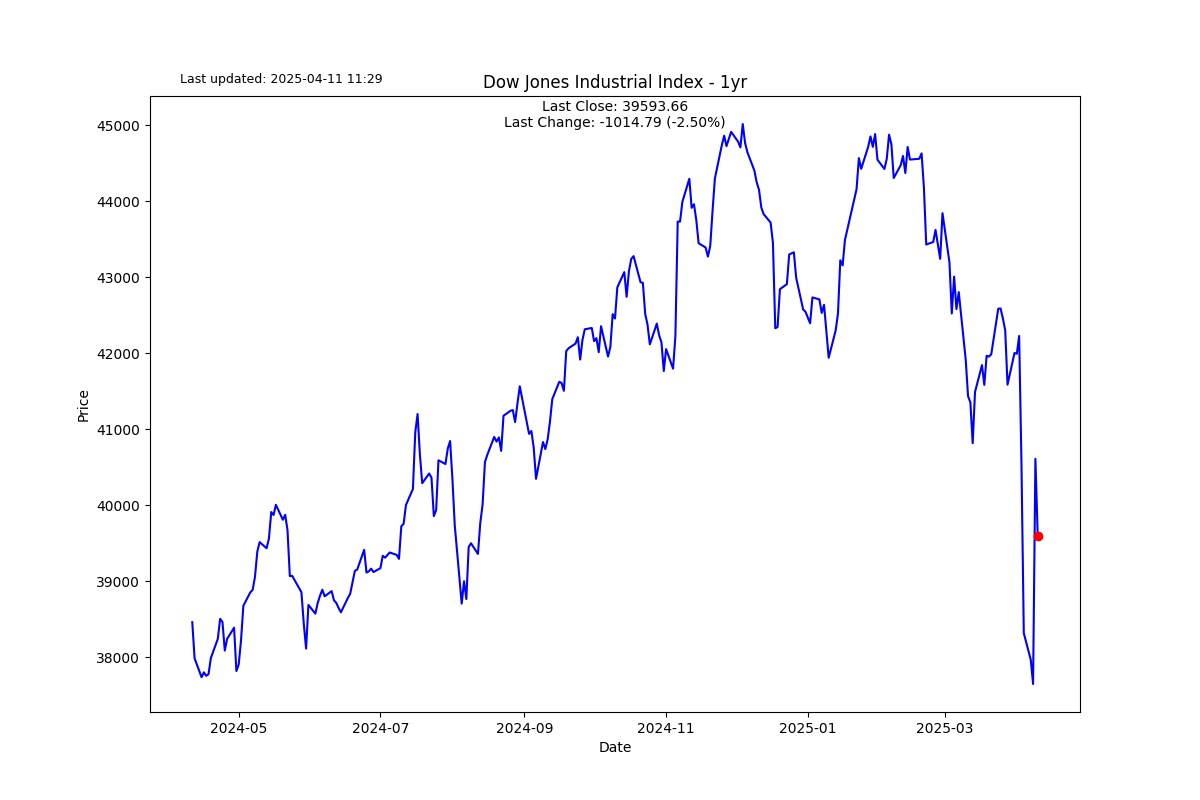 Last updated: 2025-04-11 11:29
Dow Jones Industrial Index - 1yr
Last Close: 39593.66
Last Change: -1014.79 (-2.50%)
45000
44000
43000
42000
41000
40000
39000
38000
Price
2024-05
2024-07
2024-09
2024-11
2025-01
2025-03
Date